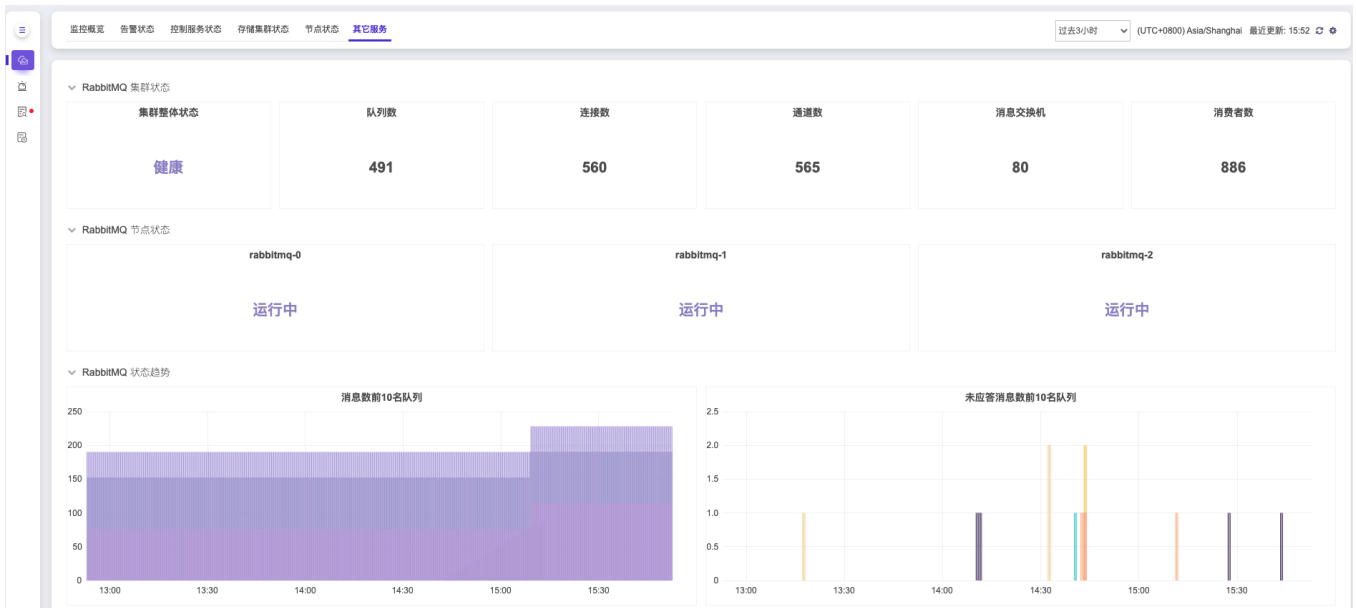 监控概览 告警状态 控制服务状态 存储集群状态 节点状态 其它服务 过去3小时 (UTC+0800) Asia/Shanghai 最近更新: 15:52
RabbitMQ 集群状态
集群整体状态 队列数 连接数 通道数 消息交换机 消费者数
健康 491 560 565 80 886
RabbitMQ 节点状态
rabbitmq-0 rabbitmq-1 rabbitmq-2
运行中 运行中 运行中
RabbitMQ 状态趋势
消息数前10名队列
250
200
150
100
50
0
13:00 13:30 14:00 14:30 15:00 15:30
未应答消息数前10名队列
2.5
2.0
1.5
1.0
0.5
0
13:00 13:30 14:00 14:30 15:00 15:30